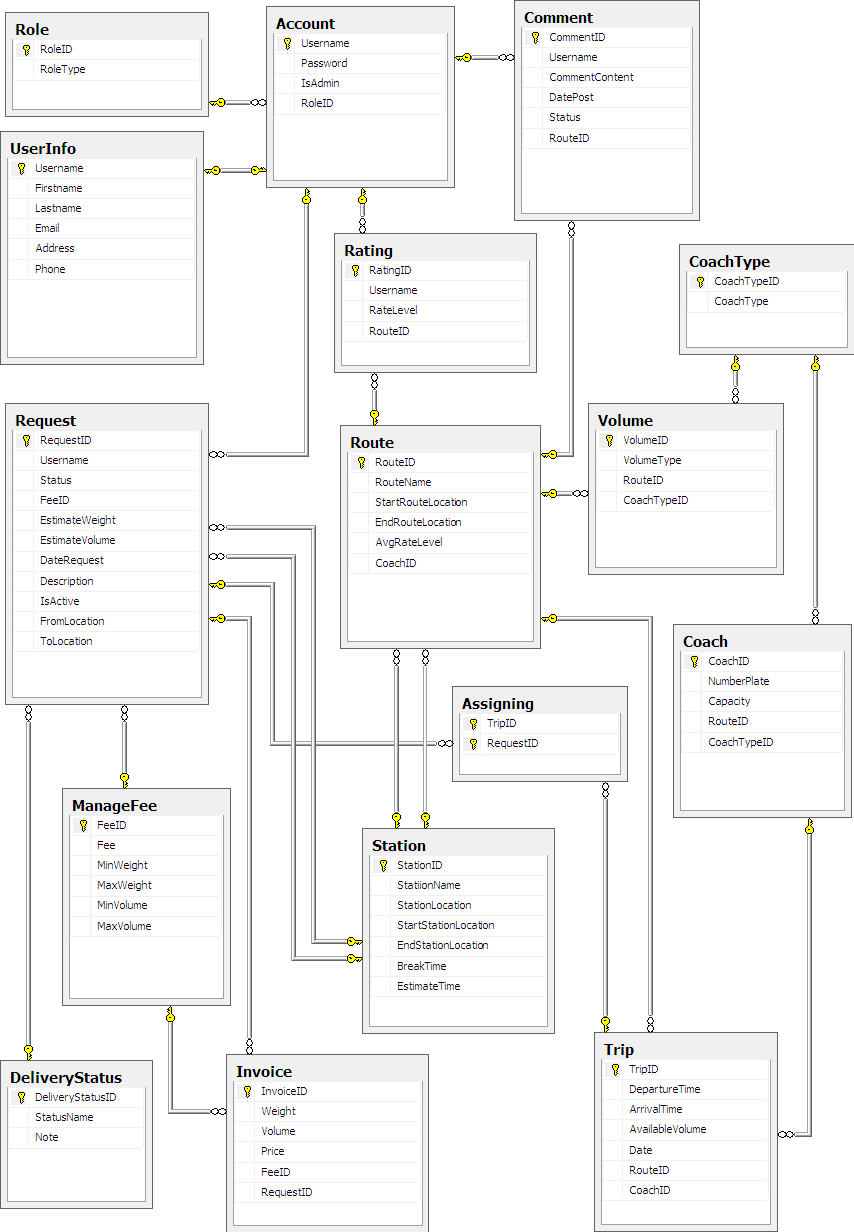 Role
RoleID
RoleType
Account
Username
Password
IsAdmin
RoleID
Comment
CommentID
Username
CommentContent
DatePost
Status
RouteID
UserInfo
Username
Firstname
Lastname
Email
Address
Phone
Rating
RatingID
Username
RateLevel
RouteID
CoachType
CoachTypeID
CoachType
Request
RequestID
Username
Status
FeeID
EstimateWeight
EstimateVolume
DateRequest
Description
IsActive
FromLocation
ToLocation
Route
RouteID
RouteName
StartRouteLocation
EndRouteLocation
AvgRateLevel
CoachID
Volume
VolumeID
VolumeType
RouteID
CoachTypeID
Coach
CoachID
NumberPlate
Capacity
RouteID
CoachTypeID
Assigning
TripID
RequestID
ManageFee
FeeID
Fee
MinWeight
MaxWeight
MinVolume
MaxVolume
Station
StationID
StatiionName
StationLocation
StartStationLocation
EndStationLocation
BreakTime
EstimateTime
DeliveryStatus
DeliveryStatusID
StatusName
Note
Invoice
InvoiceID
Weight
Volume
Price
FeeID
RequestID
Trip
TripID
DepartureTime
ArrivalTime
AvailableVolume
Date
RouteID
CoachID